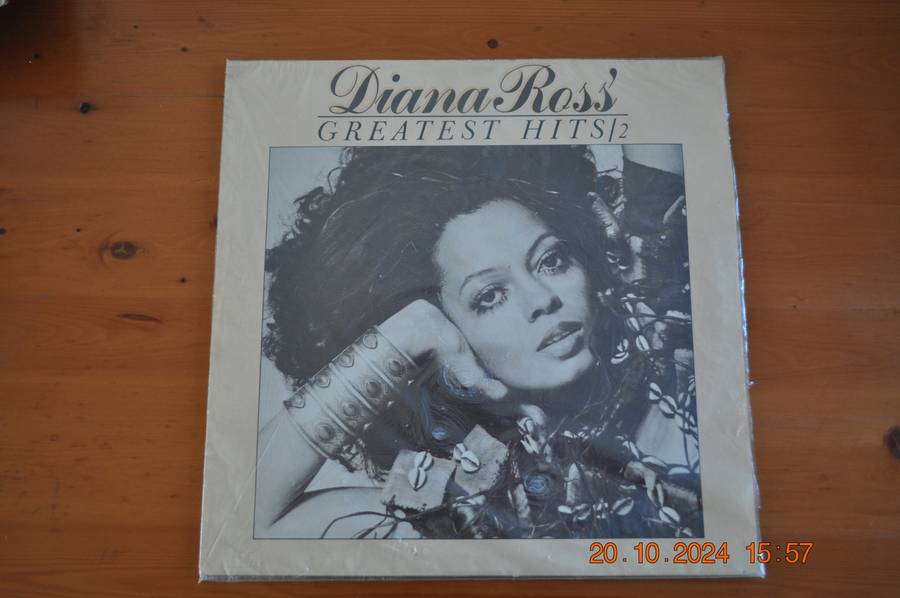 Diana Ross'
GREATEST HITS/2
20.10.2024 15:57